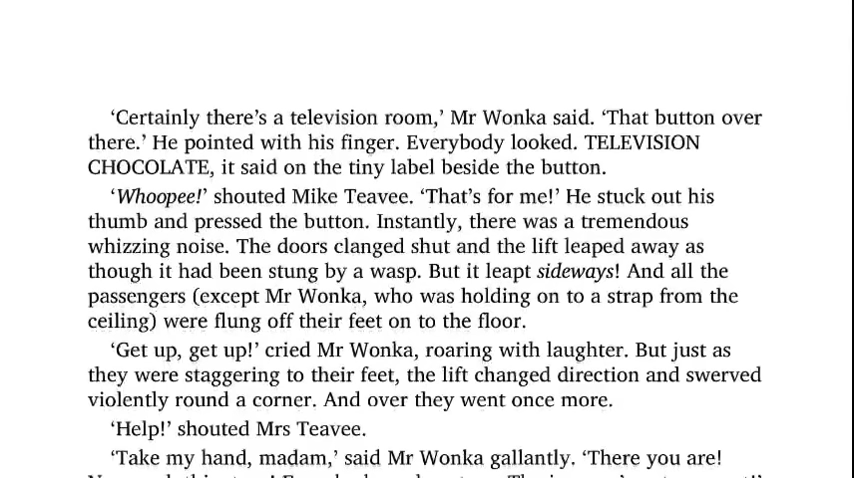 ‘Certainly there’s a television room,’ Mr Wonka said. ‘That button over
there.’ He pointed with his finger. Everybody looked. TELEVISION
CHOCOLATE, it said on the tiny label beside the button.
‘Whoopee!’ shouted Mike Teavee. ‘That’s for me!’ He stuck out his
thumb and pressed the button. Instantly, there was a tremendous
whizzing noise. The doors clanged shut and the lift leaped away as
though it had been stung by a wasp. But it leapt sideways! And all the
passengers (except Mr Wonka, who was holding on to a strap from the
ceiling) were flung off their feet on to the floor.
‘Get up, get up!’ cried Mr Wonka, roaring with laughter. But just as
they were staggering to their feet, the lift changed direction and swerved
violently round a corner. And over they went once more.
‘Help!’ shouted Mrs Teavee.
‘Take my hand, madam,’ said Mr Wonka gallantly. ‘There you are!